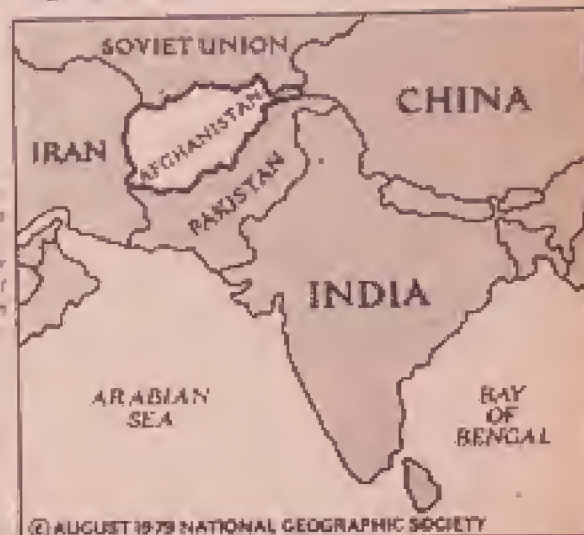 SOVIET UNION
CHINA
IRAN
AFGHANISTAN
PAKISTAN
INDIA
ARABIAN
SEA
BAY
OF
BENGAL
© AUGUST 1979 NATIONAL GEOGRAPHIC SOCIETY